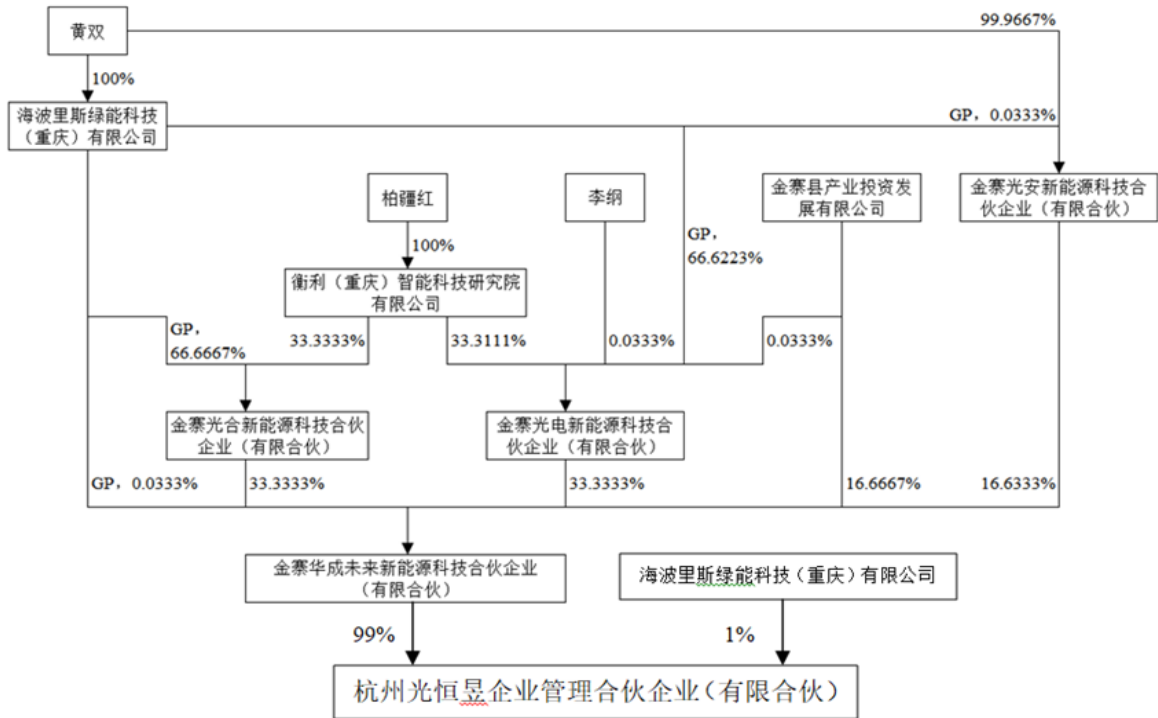 99.9667%
黄双
100%
海波里斯绿能科技
（重庆）有限公司
GP，0.0333%
柏疆红
李纲
金寨县产业投资发
展有限公司
金寨光安新能源科技合
伙企业（有限合伙）
100%
GP，
66.6223%
衡利（重庆）智能科技研究院
有限公司
GP，
66.6667%
33.3333%
33.3111%
0.0333%
0.0333%
金寨光合新能源科技合伙
企业（有限合伙）
金寨光电新能源科技合
伙企业（有限合伙）
GP，0.0333%
33.3333%
33.3333%
16.6667%
16.6333%
金寨华成未来新能源科技合伙企业
（有限合伙）
海波里斯绿能科技（重庆）有限公司
99%
1%
杭州光恒昱企业管理合伙企业（有限合伙）